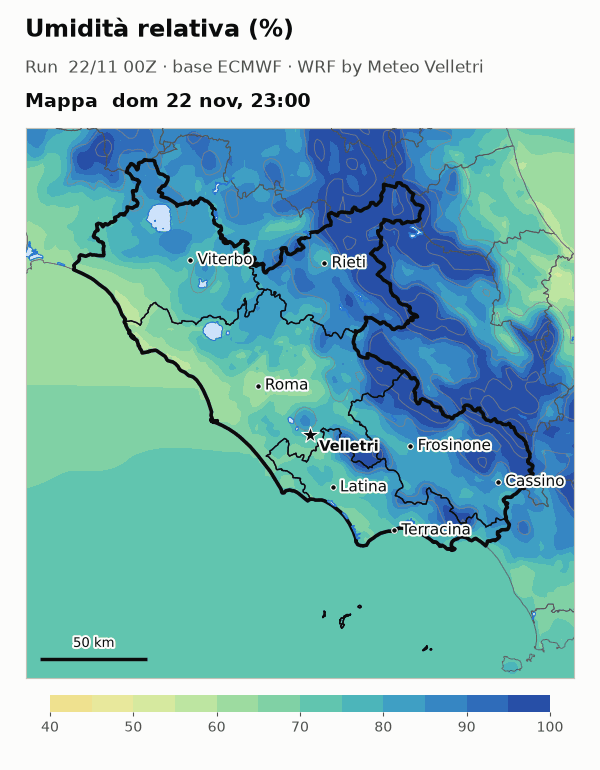 Umidità relativa (%)
Run  22/11 00Z · base ECMWF · WRF by Meteo Velletri
Mappa  dom 22 nov, 23:00
Viterbo
Rieti
Roma
Velletri
Frosinone
Cassino
Latina
Terracina
50 km
40 50 60 70 80 90 100